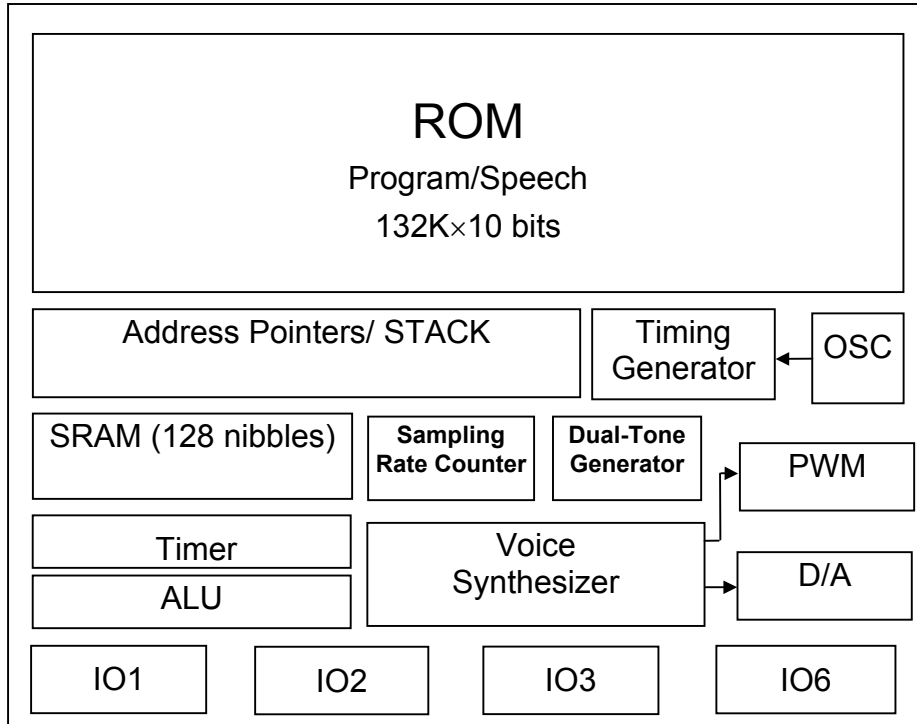 ROM
Program/Speech
132K×10 bits
Address Pointers/ STACK
Timing
Generator
OSC
SRAM (128 nibbles)
Sampling
Rate Counter
Dual-Tone
Generator
PWM
Timer
Voice
Synthesizer
D/A
ALU
IO1
IO2
IO3
IO6